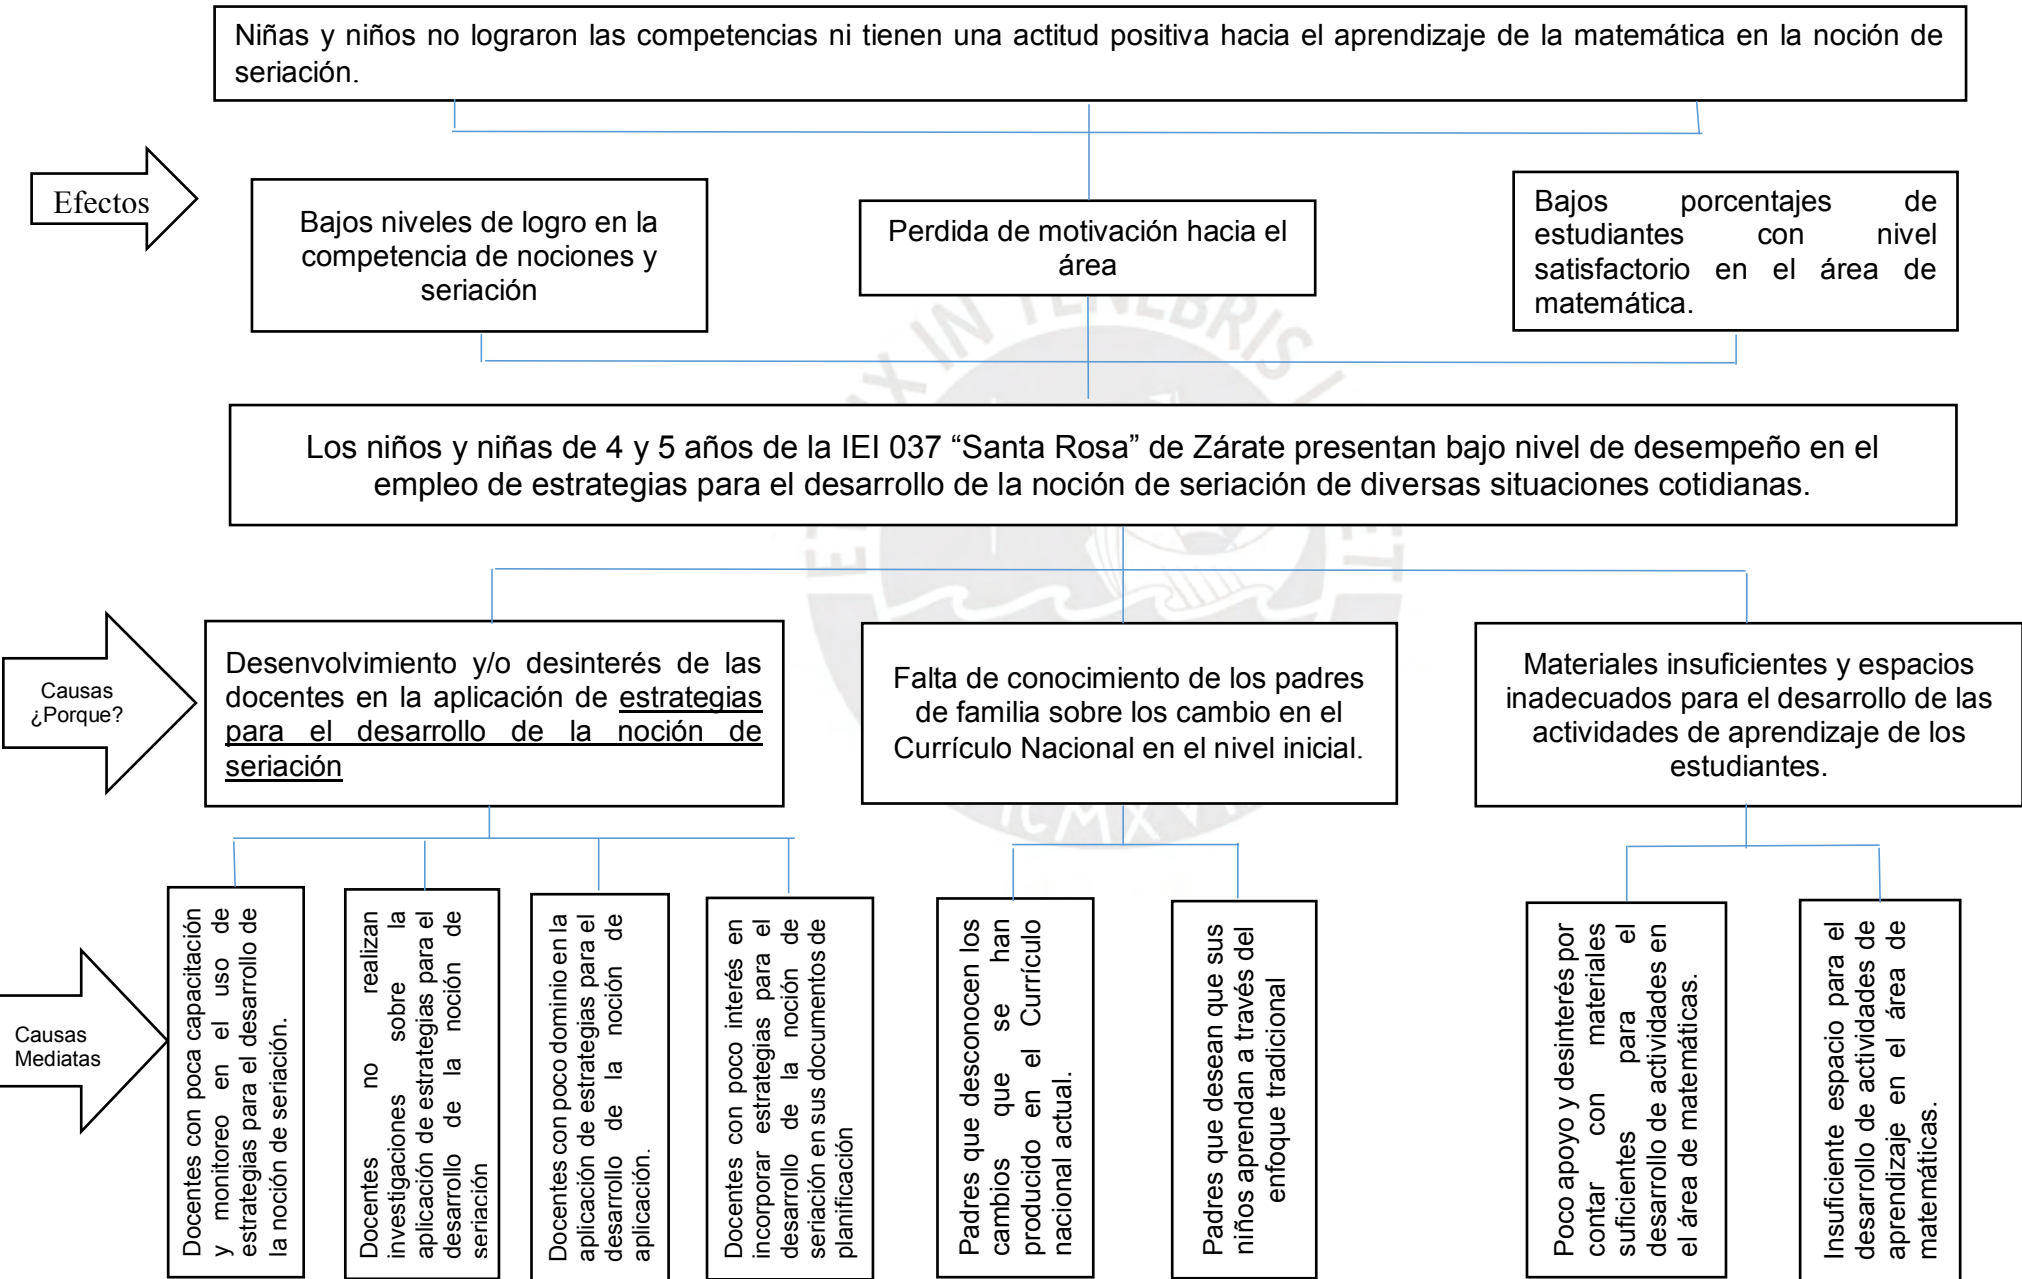 Niñas y niños no lograron las competencias ni tienen una actitud positiva hacia el aprendizaje de la matemática en la noción de
seriación.
Efectos
Bajos niveles de logro en la
competencia de nociones y
seriación
Perdida de motivación hacia el
área
Bajos porcentajes de
estudiantes con nivel
satisfactorio en el área de
matemática.
Los niños y niñas de 4 y 5 años de la IEI 037 “Santa Rosa” de Zárate presentan bajo nivel de desempeño en el
empleo de estrategias para el desarrollo de la noción de seriación de diversas situaciones cotidianas.
Causas
¿Porque?
Desenvolvimiento y/o desinterés de las
docentes en la aplicación de estrategias
para el desarrollo de la noción de
seriación
Falta de conocimiento de los padres
de familia sobre los cambio en el
Currículo Nacional en el nivel inicial.
Materiales insuficientes y espacios
inadecuados para el desarrollo de las
actividades de aprendizaje de los
estudiantes.
Causas
Mediatas
Docentes con poca capacitación
y monitoreo en el uso de
estrategias para el desarrollo de
la noción de seriación.
Docentes no realizan
investigaciones sobre la
aplicación de estrategias para el
desarrollo de la noción de
seriación
Docentes con poco dominio en la
aplicación de estrategias para el
desarrollo de la noción de
aplicación.
Docentes con poco interés en
incorporar estrategias para el
desarrollo de la noción de
seriación en sus documentos de
planificación
Padres que desconocen los
cambios que se han
producido en el Currículo
nacional actual.
Padres que desean que sus
niños aprendan a través del
enfoque tradicional
Poco apoyo y desinterés por
contar con materiales
suficientes para el
desarrollo de actividades en
el área de matemáticas.
Insuficiente espacio para el
desarrollo de actividades de
aprendizaje en el área de
matemáticas.